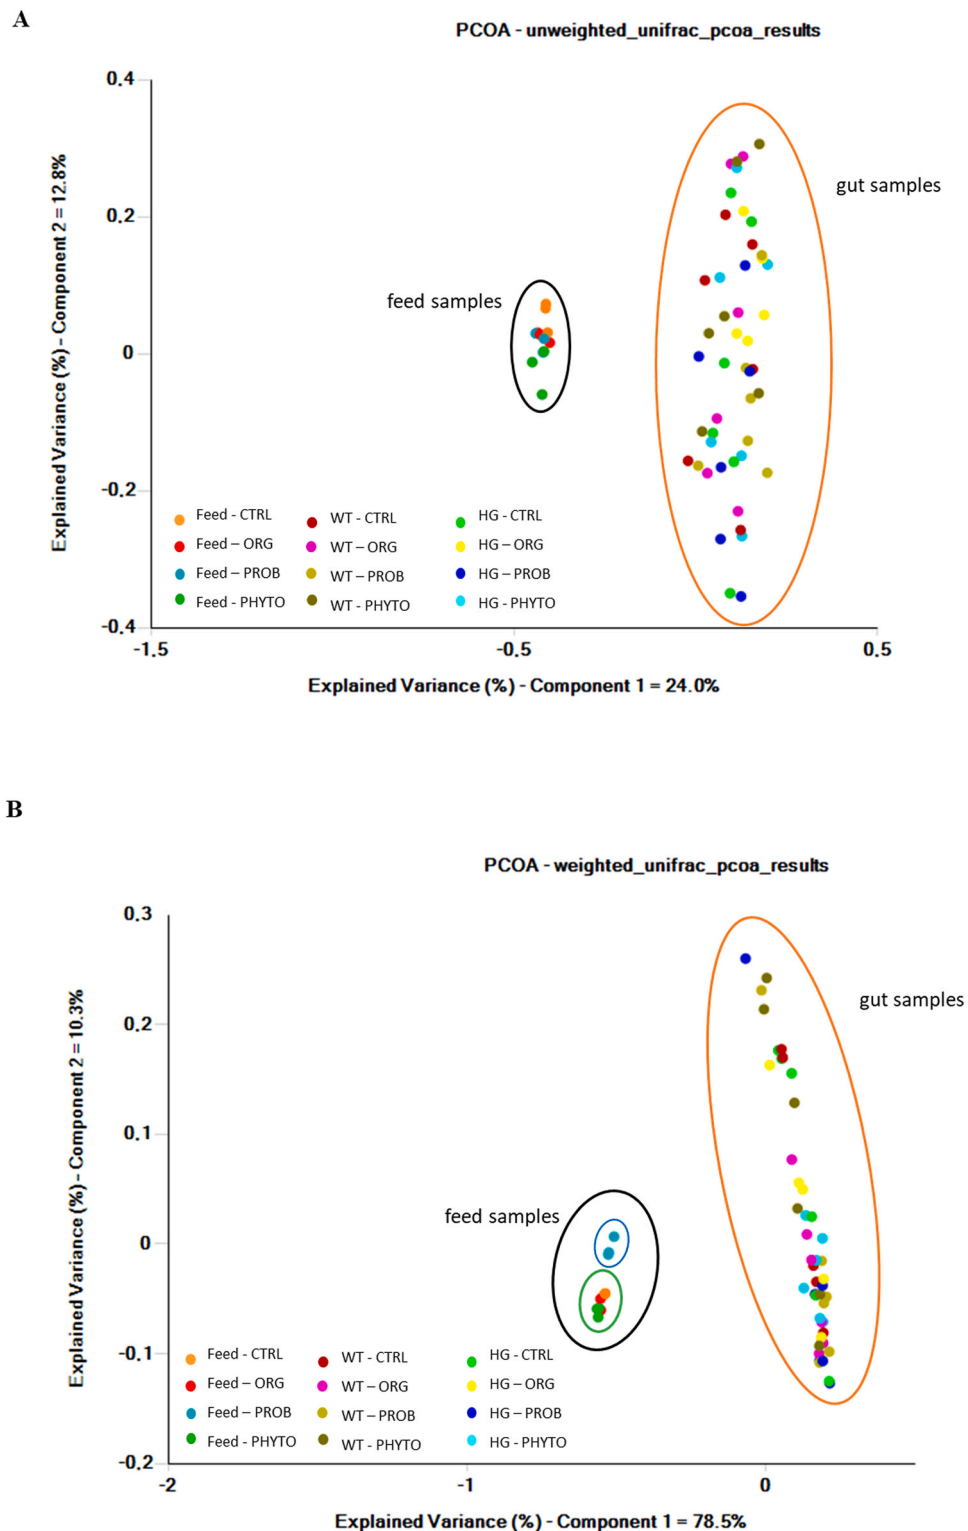 A
PCOA - unweighted_unifrac_pcoa_results
0.4
0.2
0
-0.2
-0.4
Explained Variance (%) - Component 2 = 12.8%
gut samples
feed samples
Feed - CTRL
WT - CTRL
HG - CTRL
Feed – ORG
WT – ORG
HG – ORG
Feed – PROB
WT – PROB
HG – PROB
Feed - PHYTO
WT - PHYTO
HG - PHYTO
-1.5
-0.5
0.5
Explained Variance (%) - Component 1 = 24.0%
B
PCOA - weighted_unifrac_pcoa_results
0.3
0.2
0.1
0
-0.1
-0.2
Explained Variance (%) - Component 2 = 10.3%
gut samples
feed samples
Feed - CTRL
WT - CTRL
HG - CTRL
Feed – ORG
WT – ORG
HG – ORG
Feed – PROB
WT – PROB
HG – PROB
Feed - PHYTO
WT - PHYTO
HG - PHYTO
-2
-1
0
Explained Variance (%) - Component 1 = 78.5%